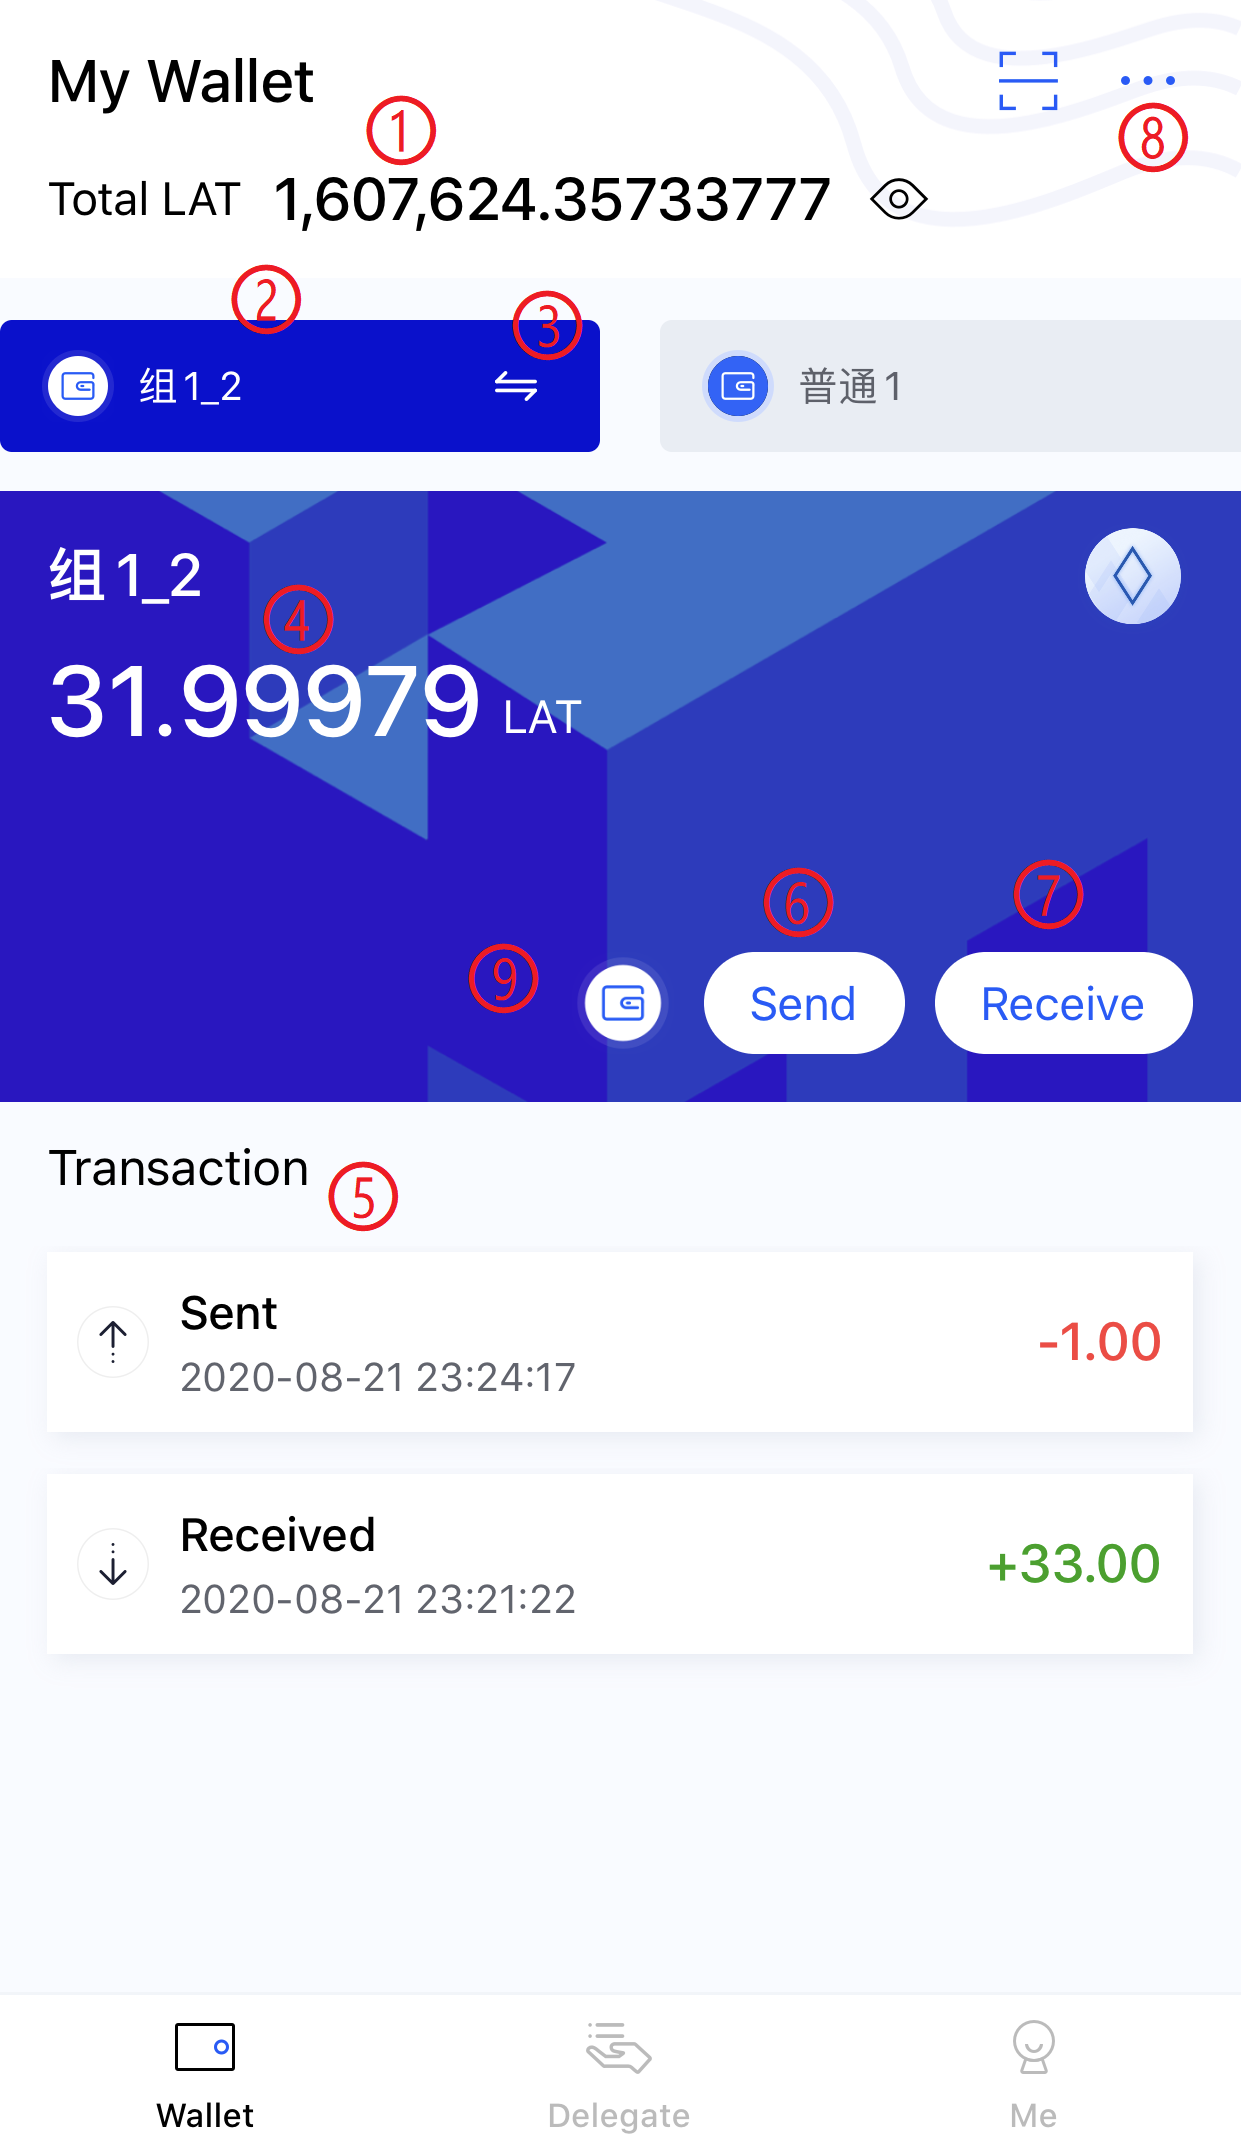 My Wallet
①
⑧
Total LAT 1,607,624.35733777
②
③
组1_2
普通1
组1_2
④
31.99979 LAT
⑥
⑦
⑨
Send
Receive
Transaction
⑤
Sent
2020-08-21 23:24:17
-1.00
Received
2020-08-21 23:21:22
+33.00
Wallet
Delegate
Me